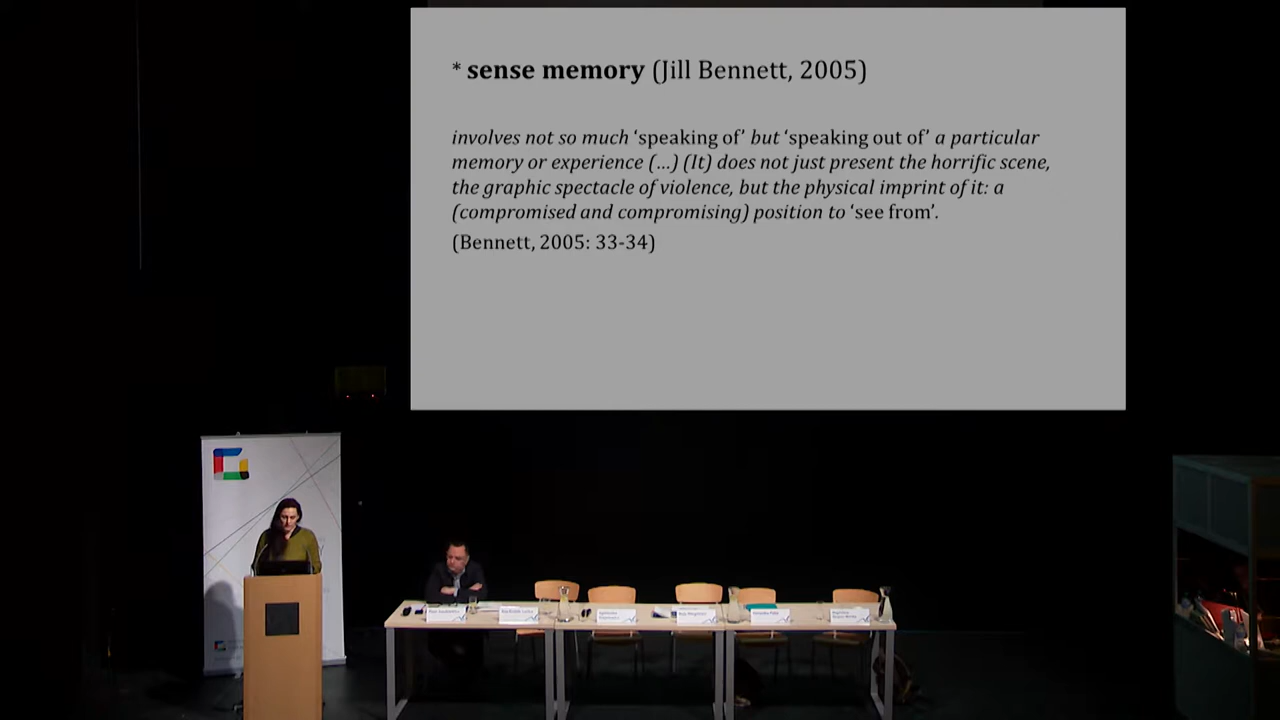 * sense memory (Jill Bennett, 2005)
involves not so much ‘speaking of’ but ‘speaking out of’ a particular
memory or experience (…) (It) does not just present the horrific scene,
the graphic spectacle of violence, but the physical imprint of it: a
(compromised and compromising) position to ‘see from’.
(Bennett, 2005: 33-34)